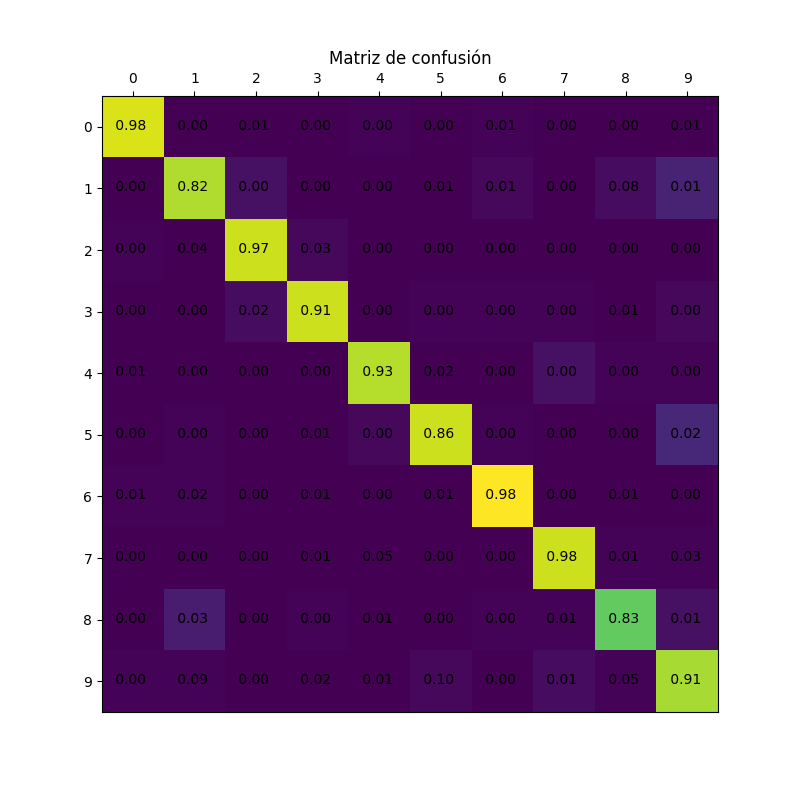 Matriz de confusión
0 1 2 3 4 5 6 7 8 9
0 0.98 0.00 0.01 0.00 0.00 0.00 0.01 0.00 0.00 0.01
1 0.00 0.82 0.00 0.00 0.00 0.01 0.01 0.00 0.08 0.01
2 0.00 0.04 0.97 0.03 0.00 0.00 0.00 0.00 0.00 0.00
3 0.00 0.00 0.02 0.91 0.00 0.00 0.00 0.00 0.01 0.00
4 0.01 0.00 0.00 0.00 0.93 0.02 0.00 0.00 0.00 0.00
5 0.00 0.00 0.00 0.01 0.00 0.86 0.00 0.00 0.00 0.02
6 0.01 0.02 0.00 0.01 0.00 0.01 0.98 0.00 0.01 0.00
7 0.00 0.00 0.00 0.01 0.05 0.00 0.00 0.98 0.01 0.03
8 0.00 0.03 0.00 0.00 0.01 0.00 0.00 0.01 0.83 0.01
9 0.00 0.09 0.00 0.02 0.01 0.10 0.00 0.01 0.05 0.91